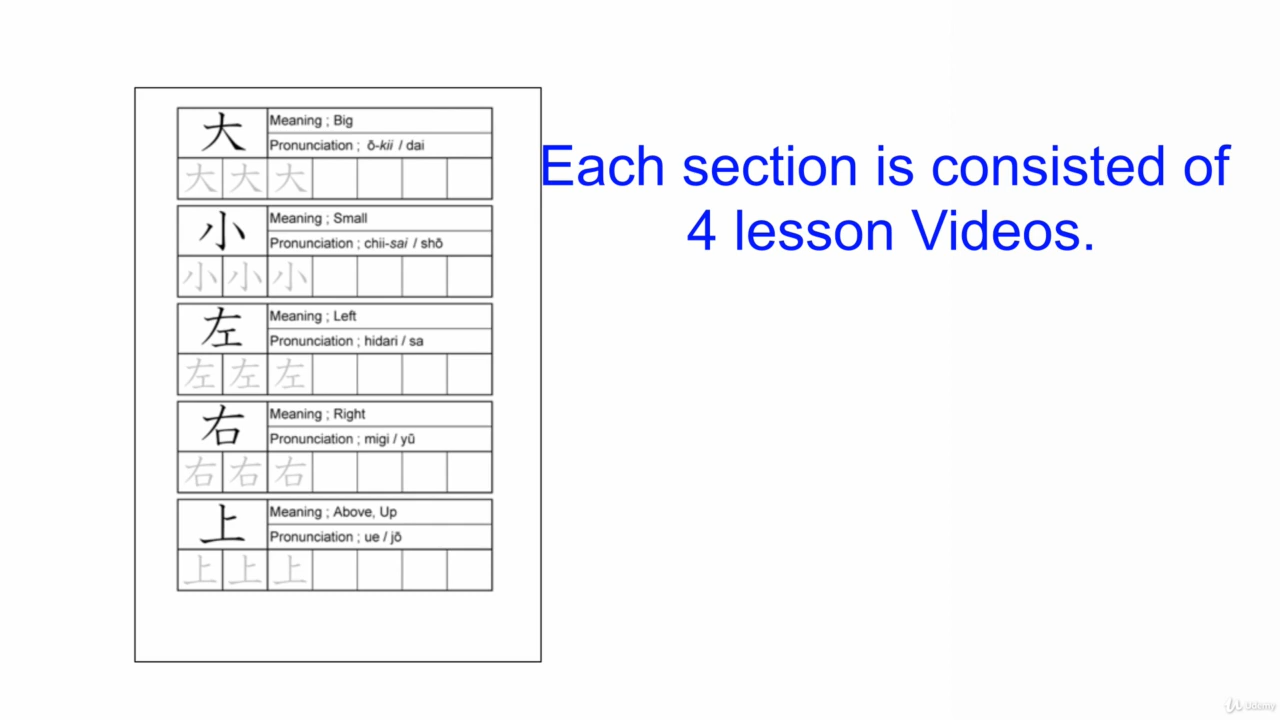 大
Meaning ; Big
Pronunciation ; ō-kii / dai
大 大 大
小
Meaning ; Small
Pronunciation ; chii-sai / shō
小 小 小
左
Meaning ; Left
Pronunciation ; hidari / sa
左 左 左
右
Meaning ; Right
Pronunciation ; migi / yū
右 右 右
上
Meaning ; Above, Up
Pronunciation ; ue / jō
上 上 上
Each section is consisted of
4 lesson Videos.
Udemy